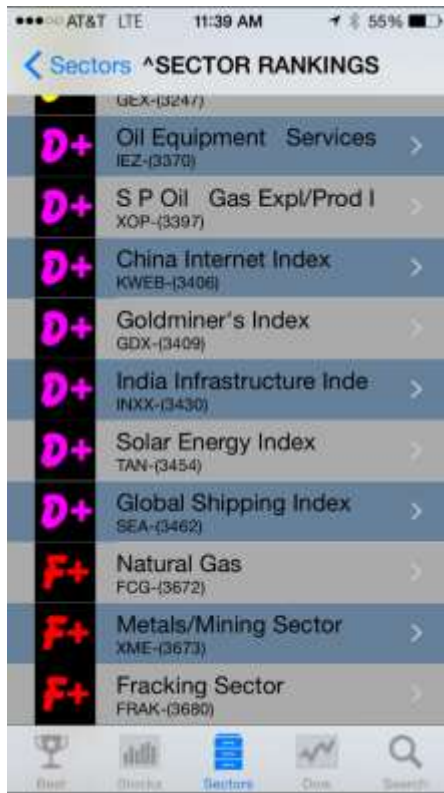 AT&T LTE 11:39 AM 55%
Sectors ^SECTOR RANKINGS
GEX-(3247)
D+ Oil Equipment Services
IEZ-(3370)
D+ S P Oil Gas Expl/Prod I
XOP-(3397)
D+ China Internet Index
KWEB-(3406)
D+ Goldminer's Index
GDX-(3409)
D+ India Infrastructure Inde
INXX-(3430)
D+ Solar Energy Index
TAN-(3454)
D+ Global Shipping Index
SEA-(3462)
F+ Natural Gas
FCG-(3672)
F+ Metals/Mining Sector
XME-(3673)
F+ Fracking Sector
FRAK-(3680)
Best Stocks Sectors Dow Search